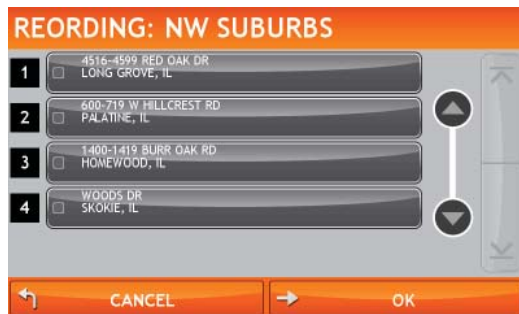 REORDING: NW SUBURBS
1
4516-4599 RED OAK DR
LONG GROVE, IL
2
600-719 W HILLCREST RD
PALATINE, IL
3
1400-1419 BURR OAK RD
HOMEWOOD, IL
4
WOODS DR
SKOKIE, IL
CANCEL
OK